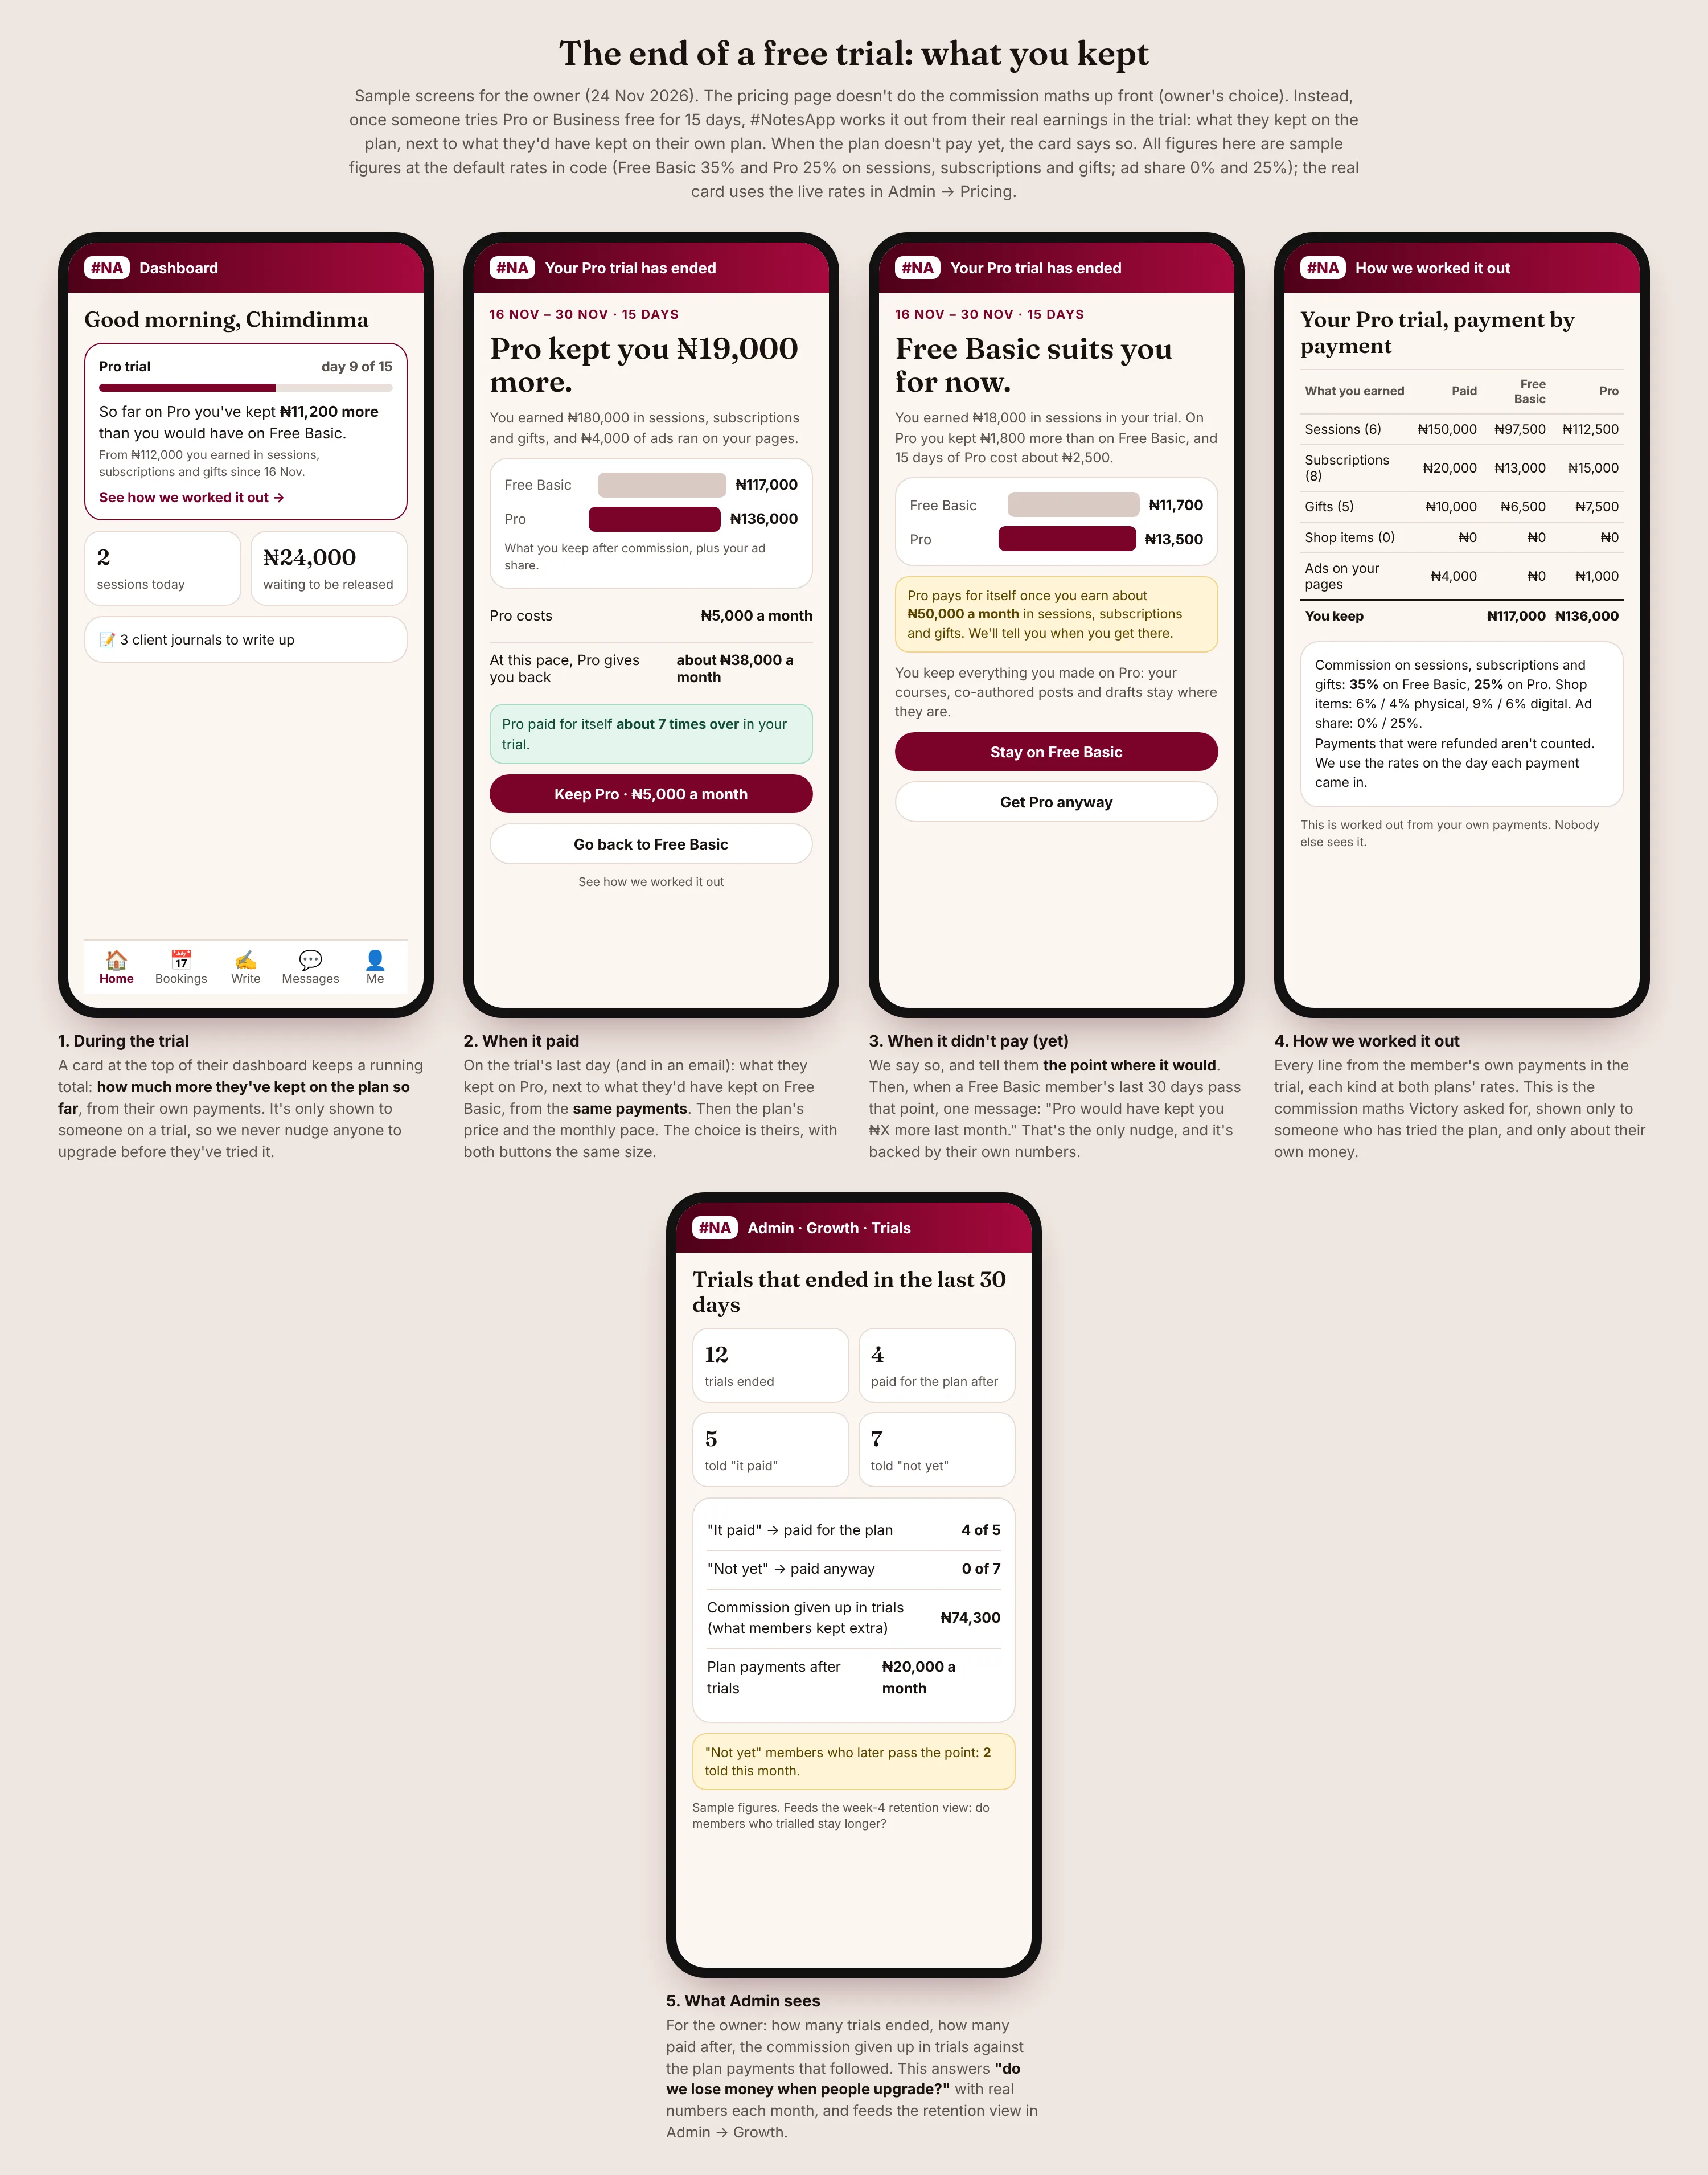 The end of a free trial: what you kept
Sample screens for the owner (24 Nov 2026). The pricing page doesn't do the commission maths up front (owner's choice). Instead,
once someone tries Pro or Business free for 15 days, #NotesApp works it out from their real earnings in the trial: what they kept on the
plan, next to what they'd have kept on their own plan. When the plan doesn't pay yet, the card says so. All figures here are sample
figures at the default rates in code (Free Basic 35% and Pro 25% on sessions, subscriptions and gifts; ad share 0% and 25%); the real
card uses the live rates in Admin → Pricing.
#NA Dashboard
Good morning, Chimdinma
Pro trial day 9 of 15
So far on Pro you've kept ₦11,200 more
than you would have on Free Basic.
From ₦112,000 you earned in sessions,
subscriptions and gifts since 16 Nov.
See how we worked it out →
2
sessions today
₦24,000
waiting to be released
📝 3 client journals to write up
Home Bookings Write Messages Me
1. During the trial
A card at the top of their dashboard keeps a running
total: how much more they've kept on the plan so
far, from their own payments. It's only shown to
someone on a trial, so we never nudge anyone to
upgrade before they've tried it.
#NA Your Pro trial has ended
16 NOV – 30 NOV · 15 DAYS
Pro kept you ₦19,000
more.
You earned ₦180,000 in sessions, subscriptions
and gifts, and ₦4,000 of ads ran on your pages.
Free Basic ₦117,000
Pro ₦136,000
What you keep after commission, plus your ad
share.
Pro costs ₦5,000 a month
At this pace, Pro gives
you back
about ₦38,000 a
month
Pro paid for itself about 7 times over in your
trial.
Keep Pro · ₦5,000 a month
Go back to Free Basic
See how we worked it out
2. When it paid
On the trial's last day (and in an email): what they
kept on Pro, next to what they'd have kept on Free
Basic, from the same payments. Then the plan's
price and the monthly pace. The choice is theirs, with
both buttons the same size.
#NA Your Pro trial has ended
16 NOV – 30 NOV · 15 DAYS
Free Basic suits you
for now.
You earned ₦18,000 in sessions in your trial. On
Pro you kept ₦1,800 more than on Free Basic, and
15 days of Pro cost about ₦2,500.
Free Basic ₦11,700
Pro ₦13,500
Pro pays for itself once you earn about
₦50,000 a month in sessions, subscriptions
and gifts. We'll tell you when you get there.
You keep everything you made on Pro: your
courses, co-authored posts and drafts stay where
they are.
Stay on Free Basic
Get Pro anyway
3. When it didn't pay (yet)
We say so, and tell them the point where it would.
Then, when a Free Basic member's last 30 days pass
that point, one message: "Pro would have kept you
₦X more last month." That's the only nudge, and it's
backed by their own numbers.
#NA How we worked it out
Your Pro trial, payment by
payment
What you earned Paid Free Basic Pro
Sessions (6) ₦150,000 ₦97,500 ₦112,500
Subscriptions (8) ₦20,000 ₦13,000 ₦15,000
Gifts (5) ₦10,000 ₦6,500 ₦7,500
Shop items (0) ₦0 ₦0 ₦0
Ads on your pages ₦4,000 ₦0 ₦1,000
You keep ₦117,000 ₦136,000
Commission on sessions, subscriptions and
gifts: 35% on Free Basic, 25% on Pro. Shop
items: 6% / 4% physical, 9% / 6% digital. Ad
share: 0% / 25%.
Payments that were refunded aren't counted.
We use the rates on the day each payment
came in.
This is worked out from your own payments. Nobody
else sees it.
4. How we worked it out
Every line from the member's own payments in the
trial, each kind at both plans' rates. This is the
commission maths Victory asked for, shown only to
someone who has tried the plan, and only about their
own money.
#NA Admin · Growth · Trials
Trials that ended in the last 30
days
12
trials ended
4
paid for the plan after
5
told "it paid"
7
told "not yet"
"It paid" → paid for the plan 4 of 5
"Not yet" → paid anyway 0 of 7
Commission given up in trials
(what members kept extra)
₦74,300
Plan payments after
trials
₦20,000 a
month
"Not yet" members who later pass the point: 2
told this month.
Sample figures. Feeds the week-4 retention view: do
members who trialled stay longer?
5. What Admin sees
For the owner: how many trials ended, how many
paid after, the commission given up in trials against
the plan payments that followed. This answers "do
we lose money when people upgrade?" with real
numbers each month, and feeds the retention view in
Admin → Growth.